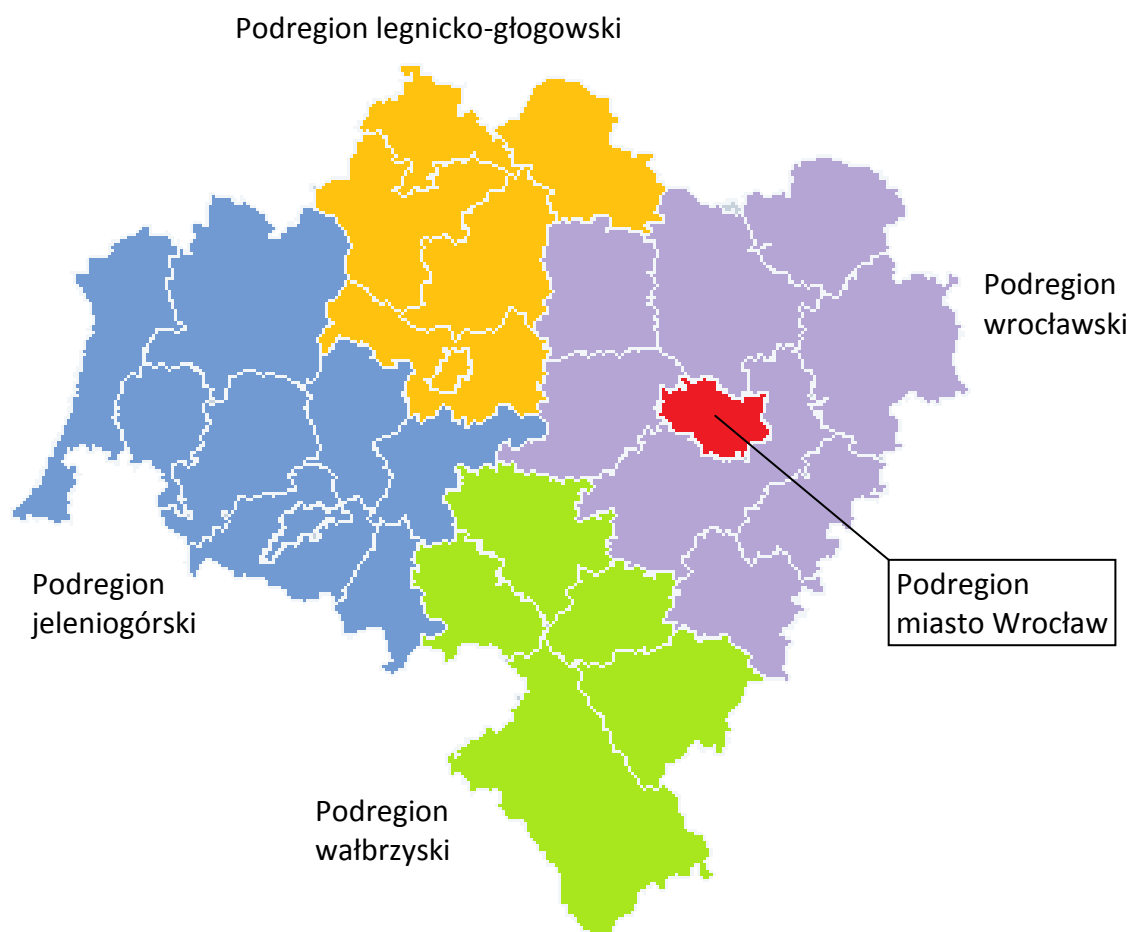 Podregion legnicko-głogowski
Podregion
wrocławski
Podregion
jeleniogórski
Podregion
miasto Wrocław
Podregion
wałbrzyski